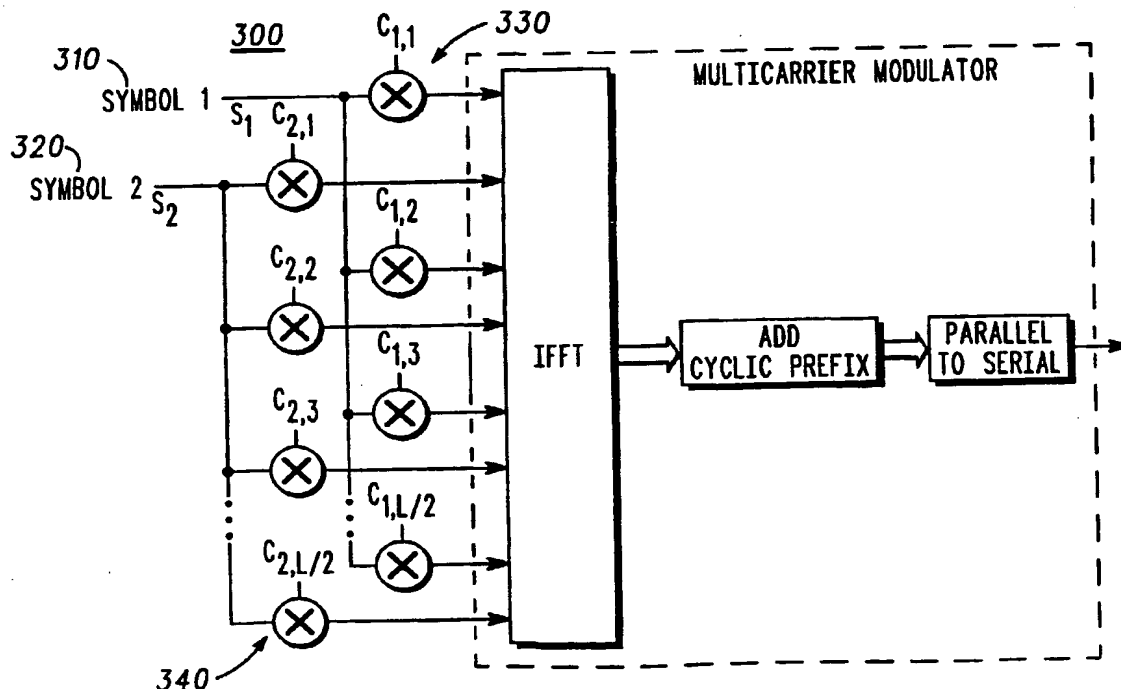 300
310
SYMBOL 1
S1
C1,1
330
MULTICARRIER MODULATOR
320
SYMBOL 2
S2
C2,1
C1,2
C2,2
C1,3
C2,3
C1,L/2
C2,L/2
340
IFFT
ADD
CYCLIC PREFIX
PARALLEL
TO SERIAL